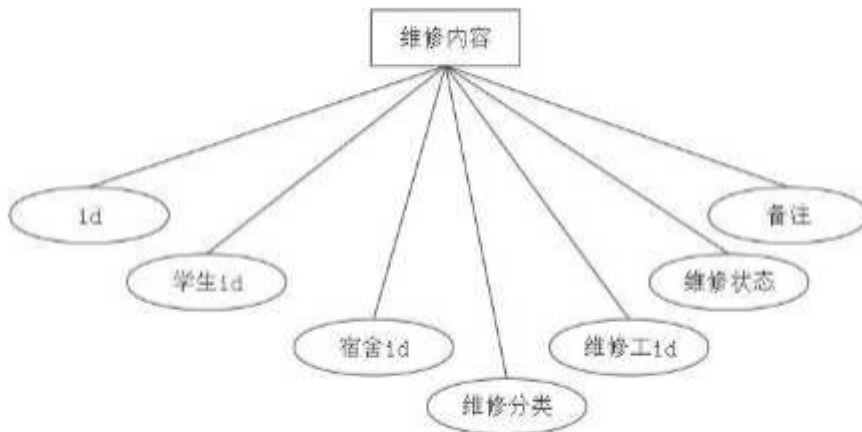 维修内容
id
备注
学生id
维修状态
宿舍id
维修工id
维修分类